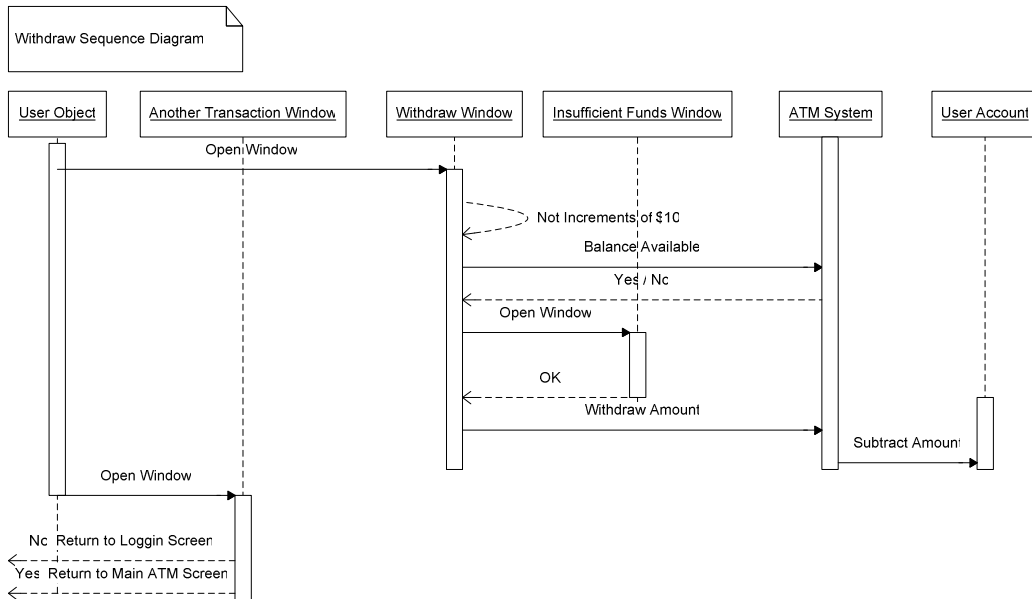 Withdraw Sequence Diagram
User Object
Another Transaction Window
Withdraw Window
Insufficient Funds Window
ATM System
User Account
Open Window
Not Increments of $10
Balance Available
Yes / No
Open Window
OK
Withdraw Amount
Subtract Amount
Open Window
No Return to Loggin Screen
Yes Return to Main ATM Screen